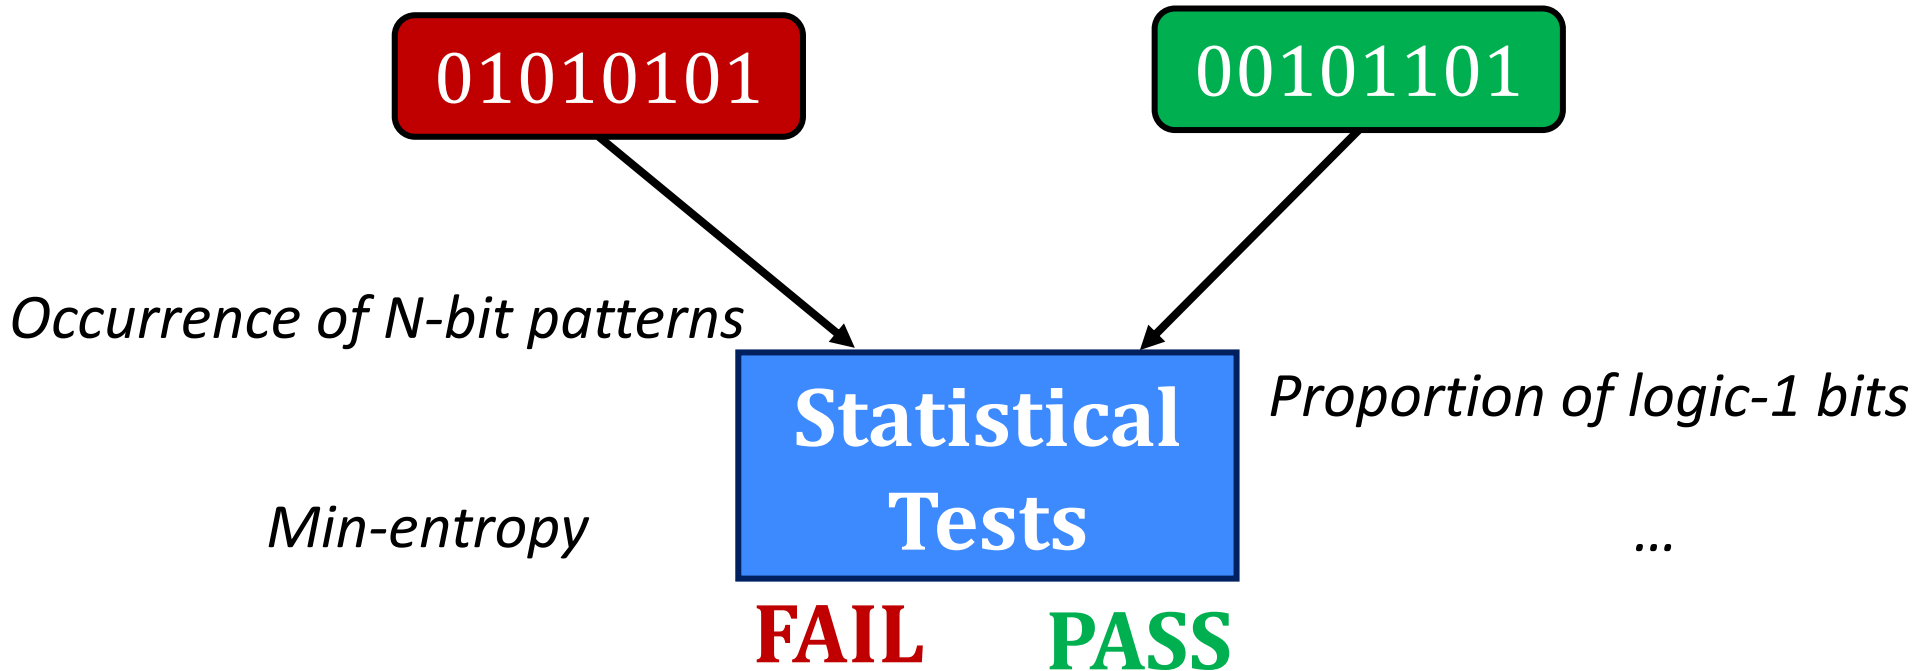 01010101
00101101
Occurrence of N-bit patterns
Proportion of logic-1 bits
Statistical
Tests
Min-entropy
...
FAIL
PASS